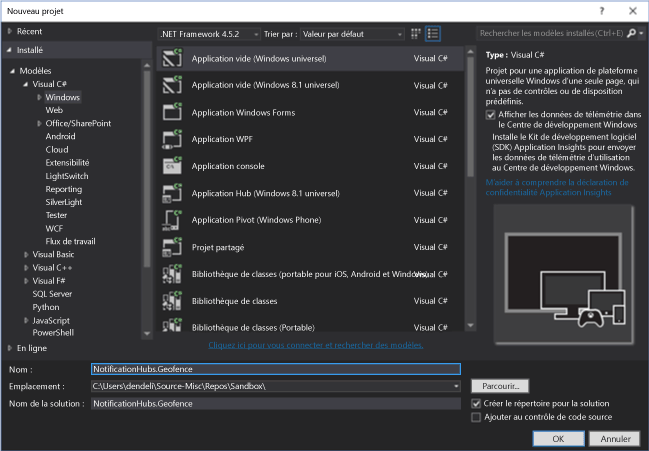 Nouveau projet
Récent
Installé
Modèles
Visual C#
Windows
Web
Office/SharePoint
Android
Cloud
Extensibilité
LightSwitch
Reporting
SilverLight
Tester
WCF
Flux de travail
Visual Basic
Visual C++
Visual F#
SQL Server
Python
JavaScript
PowerShell
En ligne
.NET Framework 4.5.2 Trier par : Valeur par défaut
Application vide (Windows universel) Visual C#
Application vide (Windows 8.1 universel) Visual C#
Application Windows Forms Visual C#
Application WPF Visual C#
Application console Visual C#
Application Hub (Windows 8.1 universel) Visual C#
Application Pivot (Windows Phone) Visual C#
Projet partagé Visual C#
Bibliothèque de classes (portable pour iOS, Android et Windows) Visual C#
Bibliothèque de classes Visual C#
Bibliothèque de classes (Portable) Visual C#
Cliquez ici pour vous connecter et rechercher des modèles.
Rechercher les modèles installés(Ctrl+E)
Type : Visual C#
Projet pour une application de plateforme
universelle Windows d'une seule page, qui
n'a pas de contrôles ou de disposition
prédéfinis.
Afficher les données de télémétrie dans
le Centre de développement Windows
Installe le Kit de développement logiciel
(SDK) Application Insights pour envoyer
les données de télémétrie d'utilisation
au Centre de développement Windows.
M'aider à comprendre la déclaration de
confidentialité Application Insights
Nom : NotificationHubs.Geofence
Emplacement : C:\Users\dendeli\Source-Misc\Repos\Sandbox\ Parcourir...
Nom de la solution : NotificationHubs.Geofence
Créer le répertoire pour la solution
Ajouter au contrôle de code source
OK Annuler